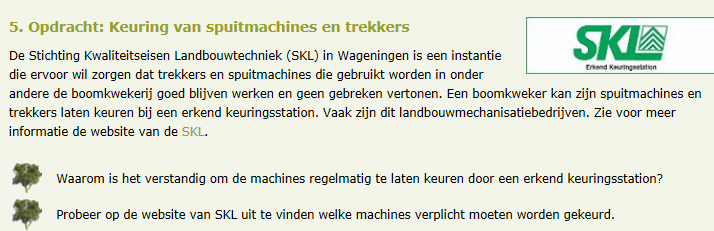 5. Opdracht: Keuring van spuitmachines en trekkers
SKL
Erkend Keuringsstation
De Stichting Kwaliteitseisen Landbouwtechniek (SKL) in Wageningen is een instantie
die ervoor wil zorgen dat trekkers en spuitmachines die gebruikt worden in onder
andere de boomkwekerij goed blijven werken en geen gebreken vertonen. Een boomkweker kan zijn spuitmachines en
trekkers laten keuren bij een erkend keuringsstation. Vaak zijn dit landbouwmechanisatiebedrijven. Zie voor meer
informatie de website van de SKL.
Waarom is het verstandig om de machines regelmatig te laten keuren door een erkend keuringsstation?
Probeer op de website van SKL uit te vinden welke machines verplicht moeten worden gekeurd.